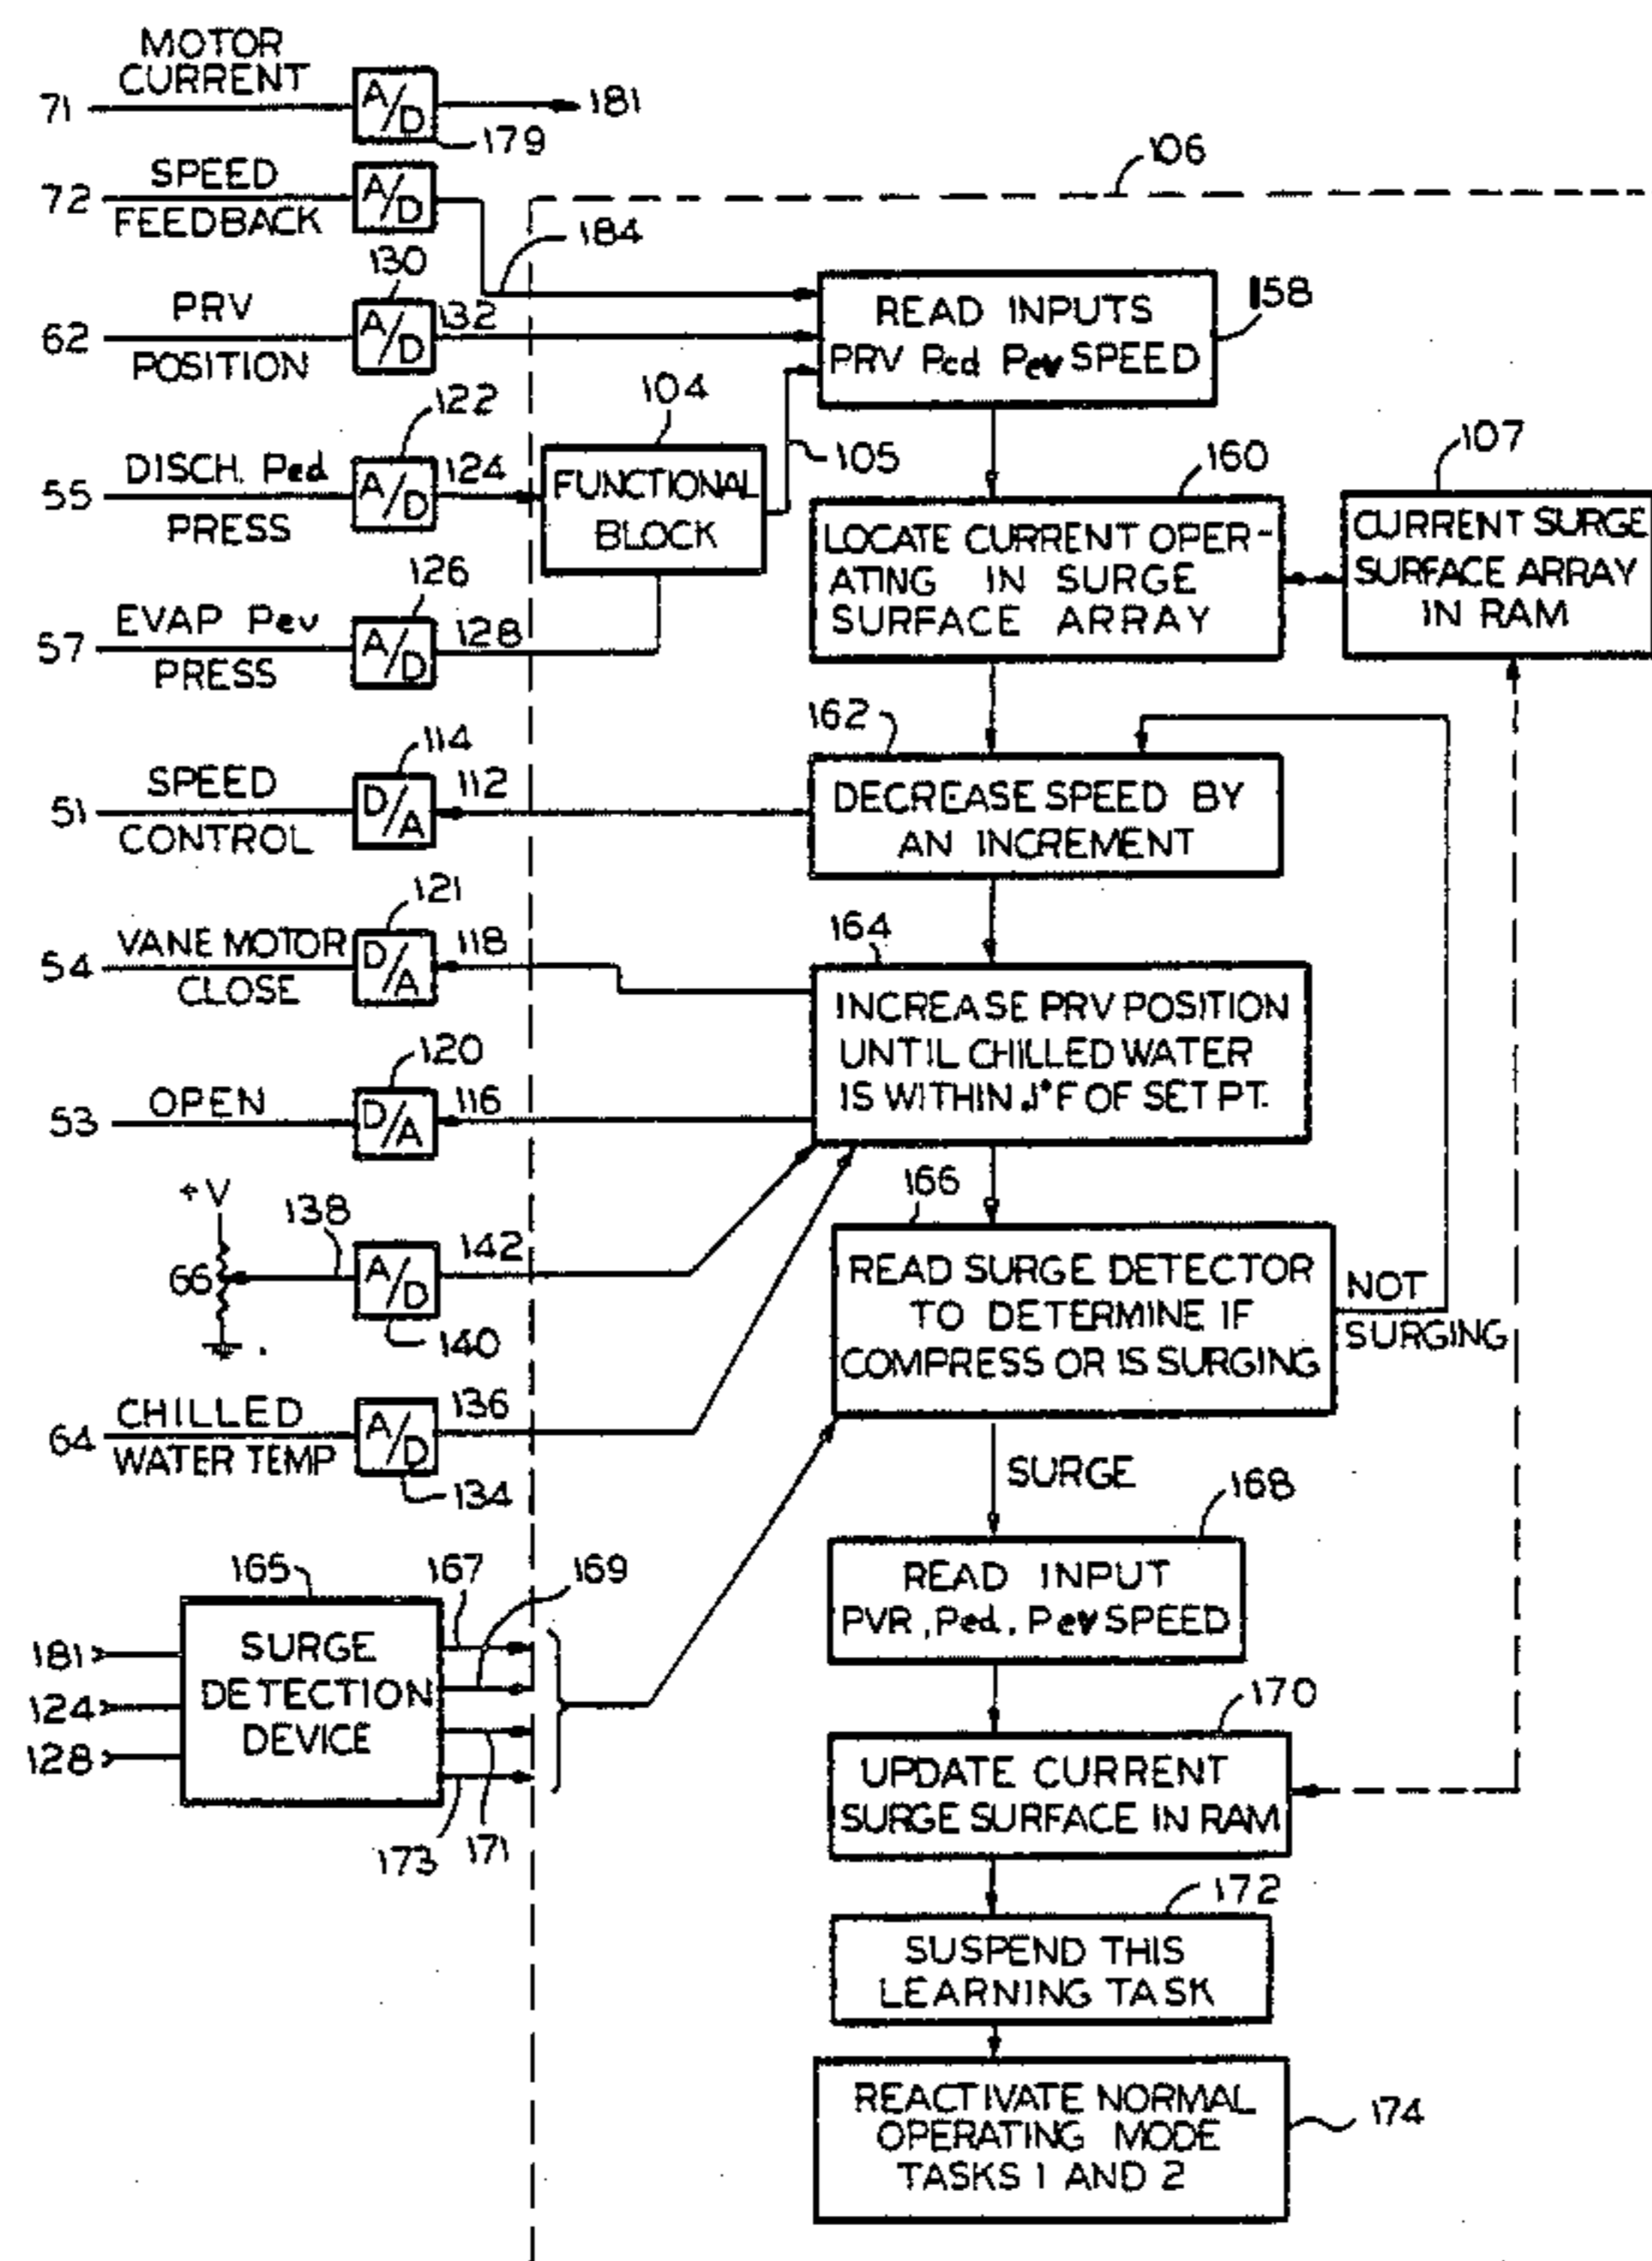 MOTOR
CURRENT
71
A/D
179
181
SPEED
FEEDBACK
72
A/D
184
106
PRV
POSITION
62
130
A/D
132
READ INPUTS
PRV Pcd Pev SPEED
158
DISCH. Ped
PRESS
55
122
A/D
124
104
FUNCTIONAL
BLOCK
105
EVAP Pev
PRESS
57
126
A/D
128
160
LOCATE CURRENT OPER-
ATING IN SURGE
SURFACE ARRAY
107
CURRENT SURGE
SURFACE ARRAY
IN RAM
SPEED
CONTROL
51
114
D/A
112
162
DECREASE SPEED BY
AN INCREMENT
VANE MOTOR
CLOSE
54
121
D/A
118
164
INCREASE PRV POSITION
UNTIL CHILLED WATER
IS WITHIN .1°F OF SET PT.
OPEN
53
120
D/A
116
+V
66
138
A/D
140
142
166
READ SURGE DETECTOR
TO DETERMINE IF
COMPRESS OR IS SURGING
NOT
SURGING
CHILLED
WATER TEMP
64
A/D
134
136
SURGE
168
READ INPUT
PVR, Ped, Pev SPEED
165
SURGE
DETECTION
DEVICE
181
124
128
167
169
171
173
170
UPDATE CURRENT
SURGE SURFACE IN RAM
172
SUSPEND THIS
LEARNING TASK
REACTIVATE NORMAL
OPERATING MODE
TASKS 1 AND 2
174